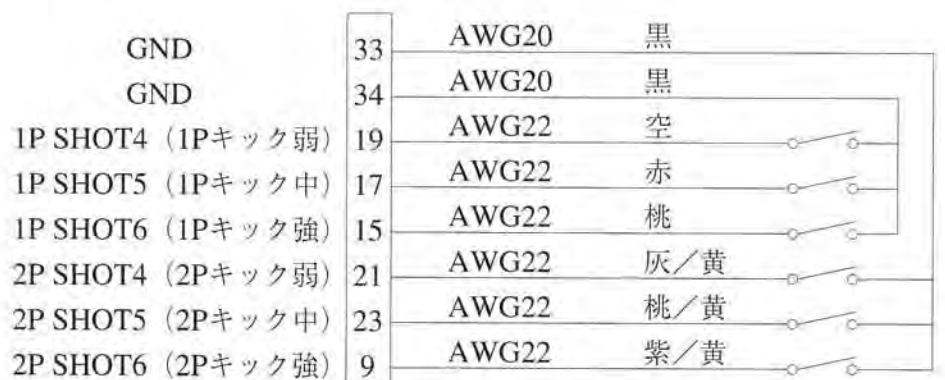 GND 33 AWG20 黒
GND 34 AWG20 黒
1P SHOT4（1Pキック弱） 19 AWG22 空
1P SHOT5（1Pキック中） 17 AWG22 赤
1P SHOT6（1Pキック強） 15 AWG22 桃
2P SHOT4（2Pキック弱） 21 AWG22 灰／黄
2P SHOT5（2Pキック中） 23 AWG22 桃／黄
2P SHOT6（2Pキック強） 9 AWG22 紫／黄